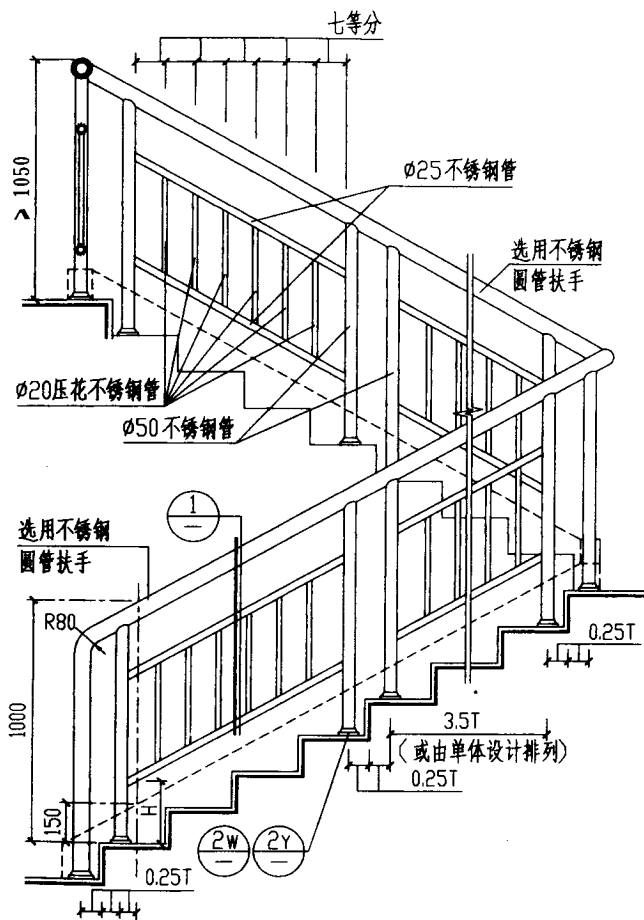 七等分
≥1050
Ø25不锈钢管
选用不锈钢
圆管扶手
Ø20压花不锈钢管
Ø50不锈钢管
1
选用不锈钢
圆管扶手
R80
1000
150
H
0.25T
3.5T
(或由单体设计排列)
0.25T
2W
2Y
0.25T